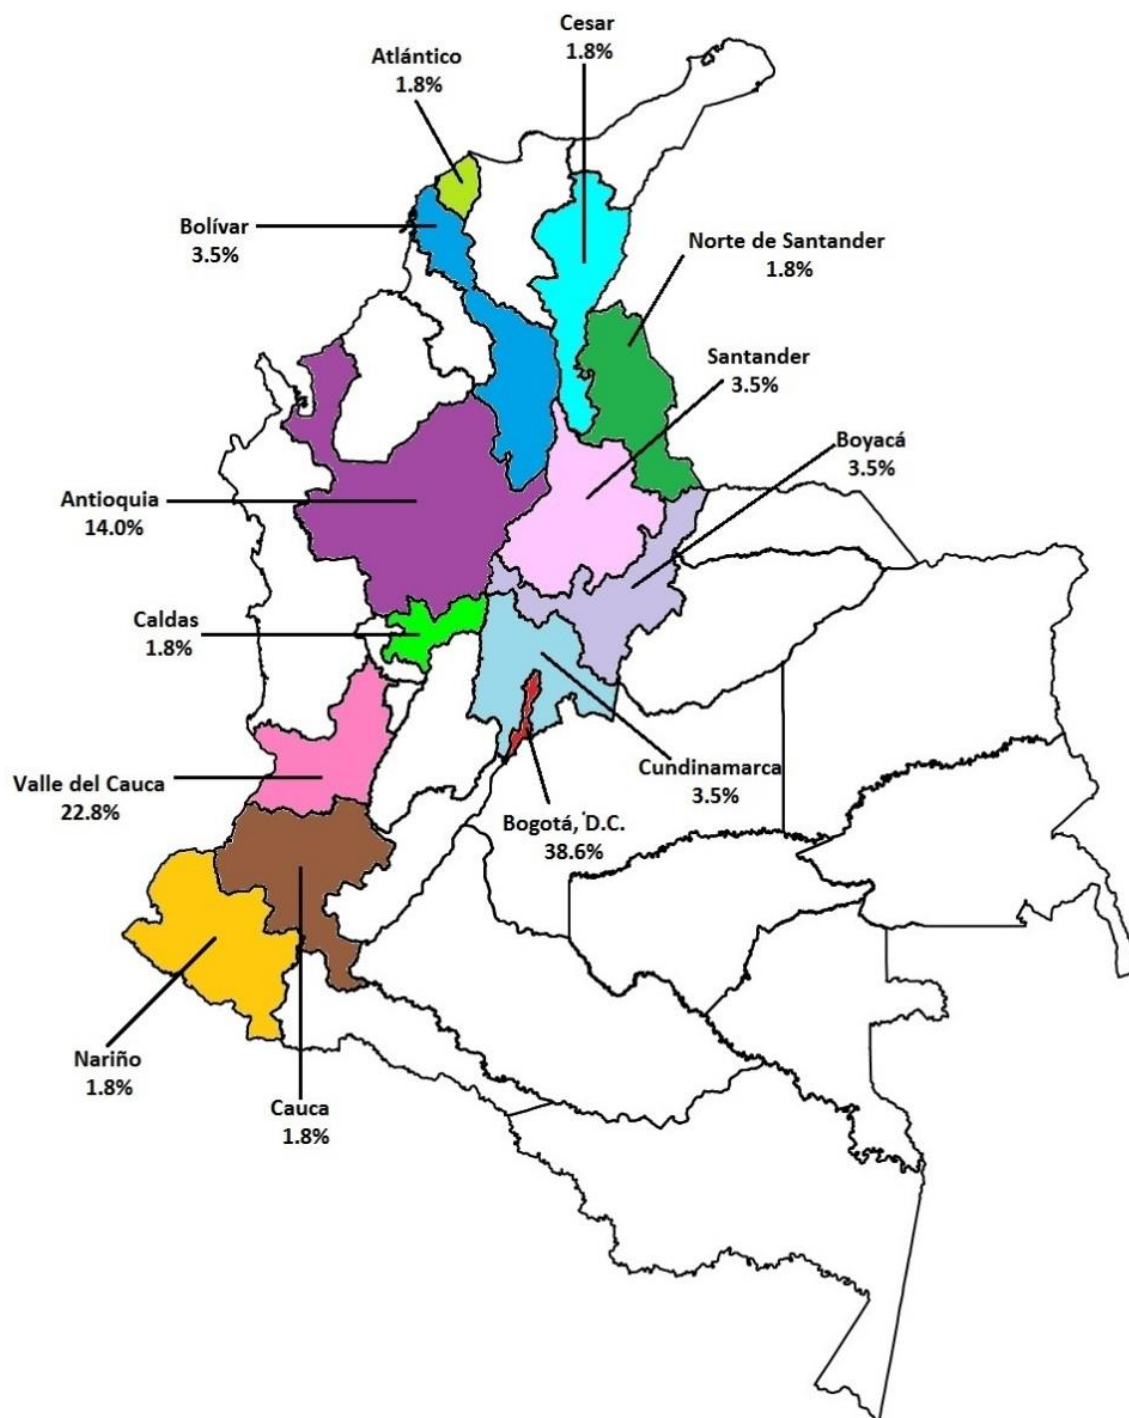 Cesar
1.8%
Atlántico
1.8%
Bolívar
3.5%
Norte de Santander
1.8%
Santander
3.5%
Boyacá
3.5%
Antioquia
14.0%
Caldas
1.8%
Valle del Cauca
22.8%
Cundinamarca
3.5%
Bogotá, D.C.
38.6%
Nariño
1.8%
Cauca
1.8%